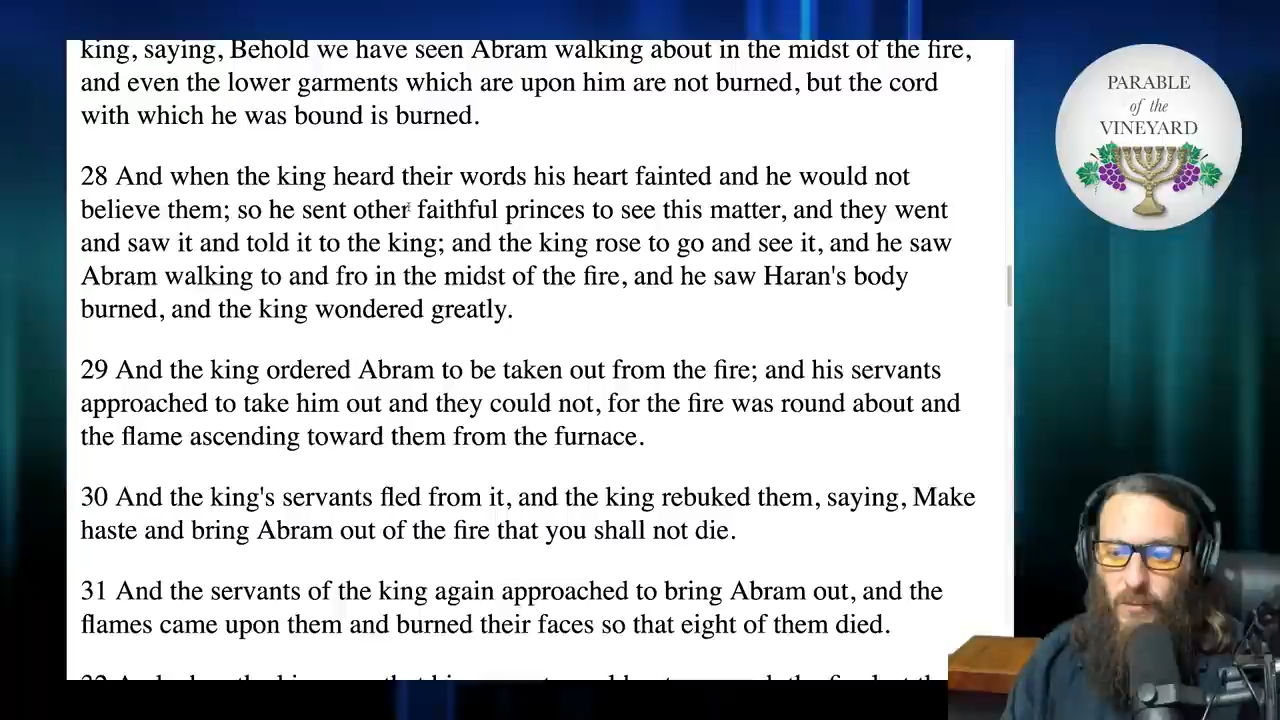 king, saying, Behold we have seen Abram walking about in the midst of the fire,
and even the lower garments which are upon him are not burned, but the cord
with which he was bound is burned.
28 And when the king heard their words his heart fainted and he would not
believe them; so he sent other faithful princes to see this matter, and they went
and saw it and told it to the king; and the king rose to go and see it, and he saw
Abram walking to and fro in the midst of the fire, and he saw Haran's body
burned, and the king wondered greatly.
29 And the king ordered Abram to be taken out from the fire; and his servants
approached to take him out and they could not, for the fire was round about and
the flame ascending toward them from the furnace.
30 And the king's servants fled from it, and the king rebuked them, saying, Make
haste and bring Abram out of the fire that you shall not die.
31 And the servants of the king again approached to bring Abram out, and the
flames came upon them and burned their faces so that eight of them died.
PARABLE
of the
VINEYARD